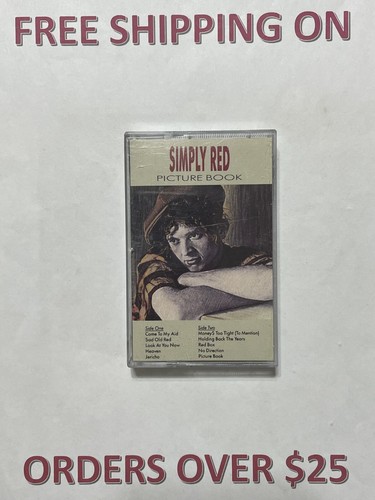 FREE SHIPPING ON
SIMPLY RED
PICTURE BOOK
Side One
Come To My Aid
Sad Old Red
Look At You Now
Heaven
Jericho
Side Two
Money$ Too Tight (To Mention)
Holding Back The Years
Red Box
No Direction
Picture Book
ORDERS OVER $25